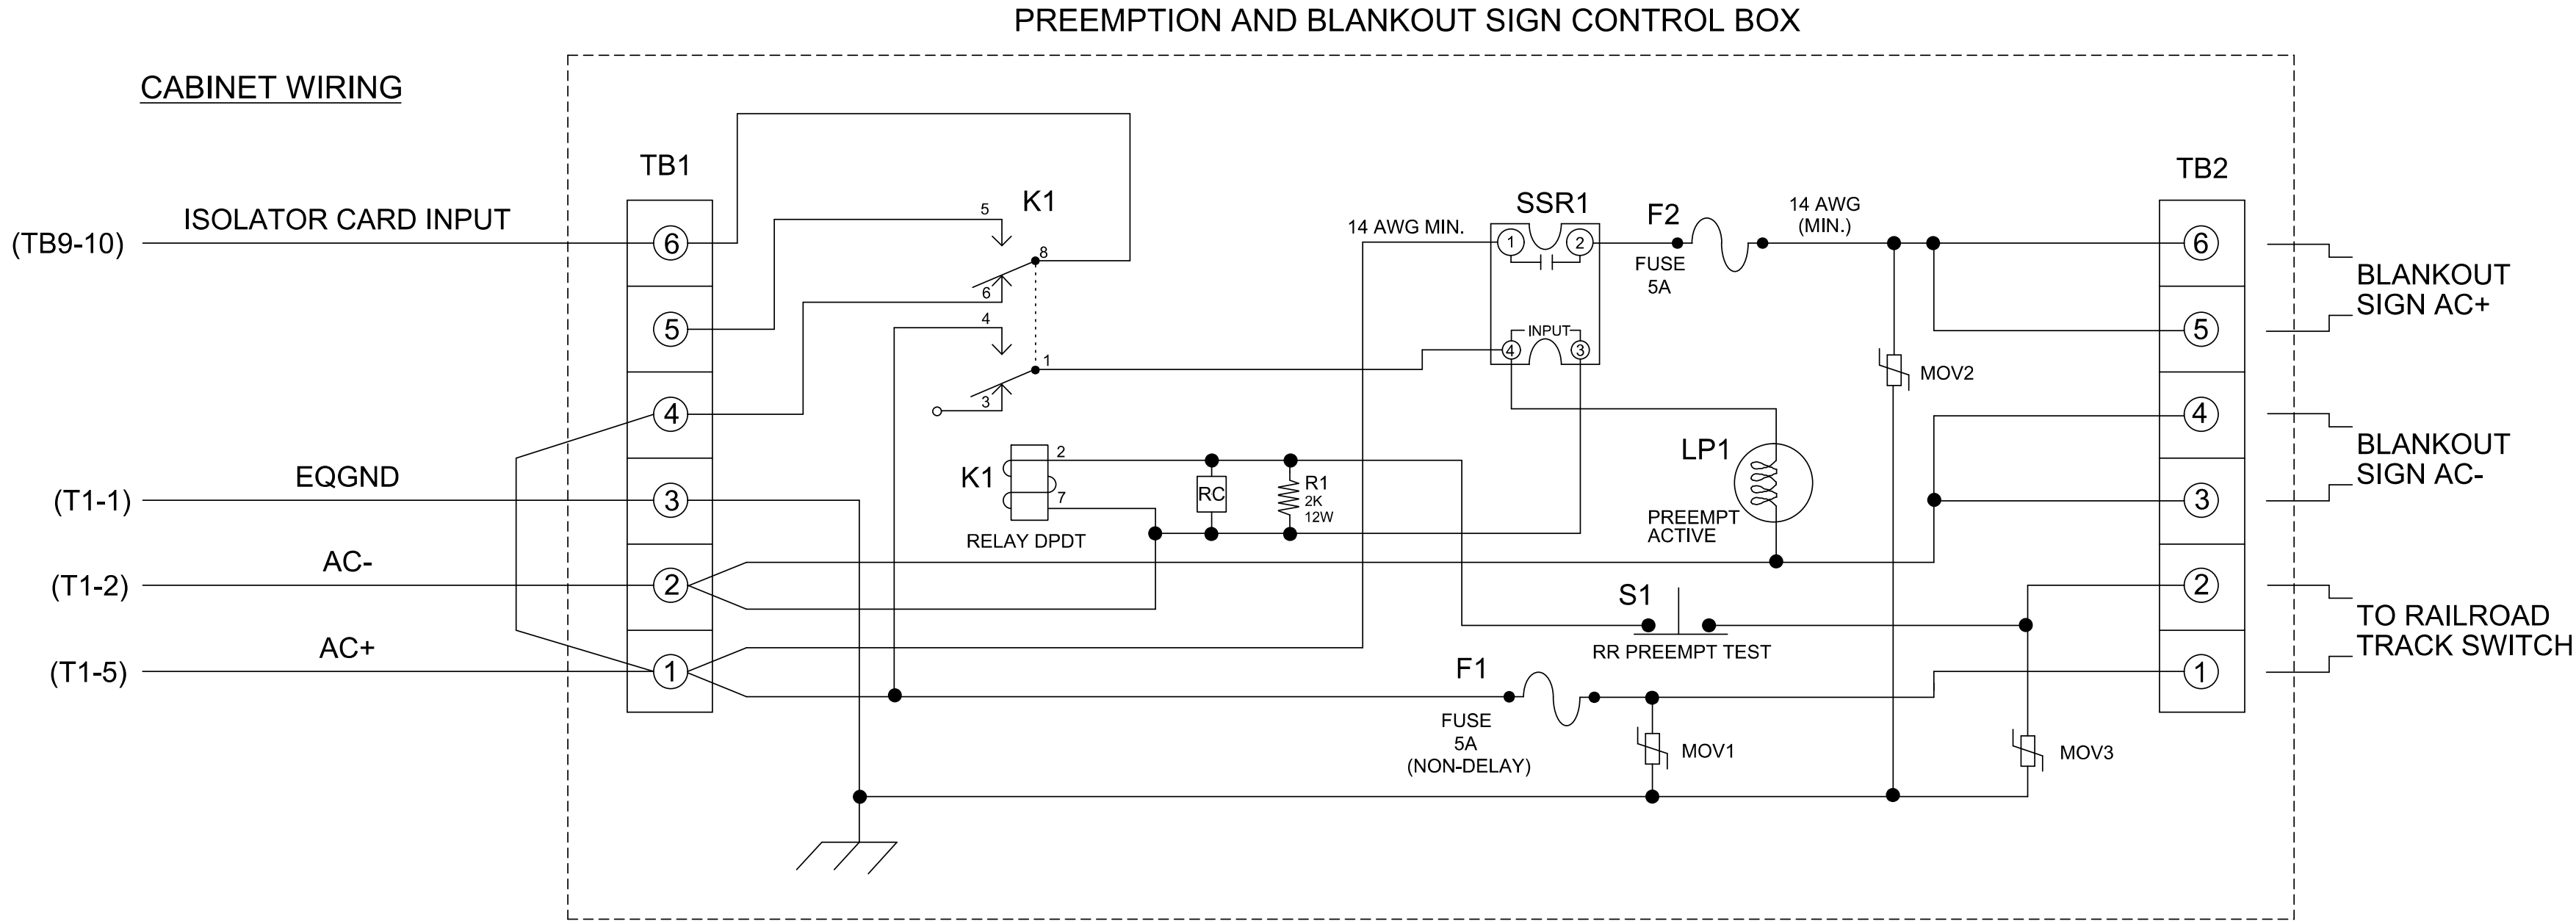 PREEMPTION AND BLANKOUT SIGN CONTROL BOX
CABINET WIRING
TB1
6
5
4
3
2
1
(TB9-10)
ISOLATOR CARD INPUT
(T1-1)
EQGND
(T1-2)
AC-
(T1-5)
AC+
K1
5
8
6
4
1
3
K1
2
7
RELAY DPDT
RC
R1
2K
12W
14 AWG MIN.
SSR1
1
2
INPUT
4
3
F2
FUSE
5A
14 AWG
(MIN.)
MOV2
LP1
PREEMPT
ACTIVE
S1
RR PREEMPT TEST
F1
FUSE
5A
(NON-DELAY)
MOV1
MOV3
TB2
6
5
4
3
2
1
BLANKOUT
SIGN AC+
BLANKOUT
SIGN AC-
TO RAILROAD
TRACK SWITCH